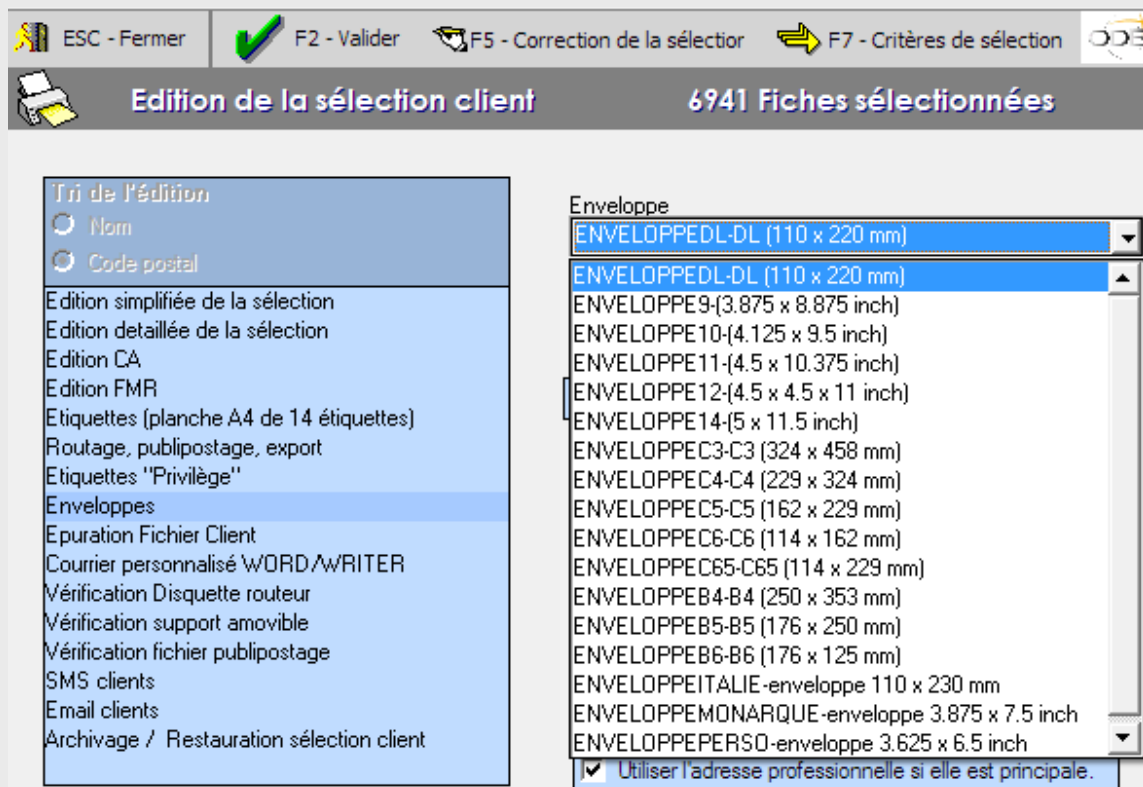 ESC - Fermer
F2 - Valider
F5 - Correction de la sélectior
F7 - Critères de sélection
Edition de la sélection client
6941 Fiches sélectionnées
Tri de l'édition
Nom
Code postal
Edition simplifiée de la sélection
Edition detaillée de la sélection
Edition CA
Edition FMR
Etiquettes (planche A4 de 14 étiquettes)
Routage, publipostage, export
Etiquettes "Privilège"
Enveloppes
Epuration Fichier Client
Courrier personnalisé WORD/WRITER
Vérification Disquette routeur
Vérification support amovible
Vérification fichier publipostage
SMS clients
Email clients
Archivage / Restauration sélection client
Enveloppe
ENVELOPPEDL-DL (110 x 220 mm)
ENVELOPPEDL-DL (110 x 220 mm)
ENVELOPPE9-(3.875 x 8.875 inch)
ENVELOPPE10-(4.125 x 9.5 inch)
ENVELOPPE11-(4.5 x 10.375 inch)
ENVELOPPE12-(4.5 x 4.5 x 11 inch)
ENVELOPPE14-(5 x 11.5 inch)
ENVELOPPEC3-C3 (324 x 458 mm)
ENVELOPPEC4-C4 (229 x 324 mm)
ENVELOPPEC5-C5 (162 x 229 mm)
ENVELOPPEC6-C6 (114 x 162 mm)
ENVELOPPEC65-C65 (114 x 229 mm)
ENVELOPPEB4-B4 (250 x 353 mm)
ENVELOPPEB5-B5 (176 x 250 mm)
ENVELOPPEB6-B6 (176 x 125 mm)
ENVELOPPEITALIE-enveloppe 110 x 230 mm
ENVELOPPEMONARQUE-enveloppe 3.875 x 7.5 inch
ENVELOPPEPERSO-enveloppe 3.625 x 6.5 inch
Utiliser l'adresse professionnelle si elle est principale.